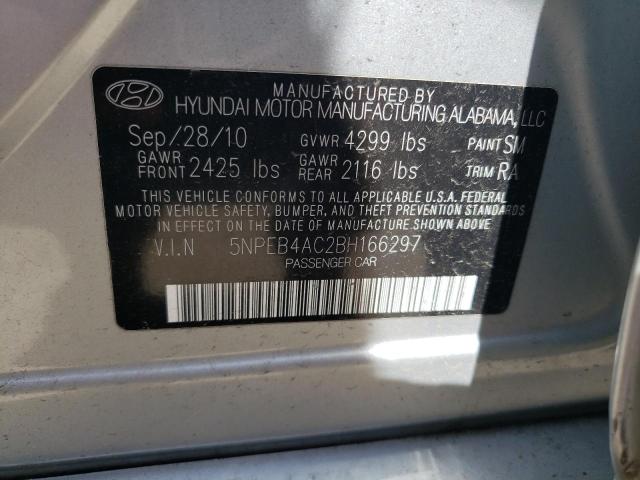 MANUFACTURED BY
HYUNDAI MOTOR MANUFACTURING ALABAMA, LLC
Sep/28/10 GVWR 4299 lbs PAINT SM
GAWR FRONT 2425 lbs GAWR REAR 2116 lbs TRIM RA
THIS VEHICLE CONFORMS TO ALL APPLICABLE U.S.A. FEDERAL
MOTOR VEHICLE SAFETY, BUMPER, AND THEFT PREVENTION STANDARDS
IN EFFECT ON THE DATE OF MANUFACTURE SHOWN ABOVE.
V.I.N 5NPEB4AC2BH166297
PASSENGER CAR